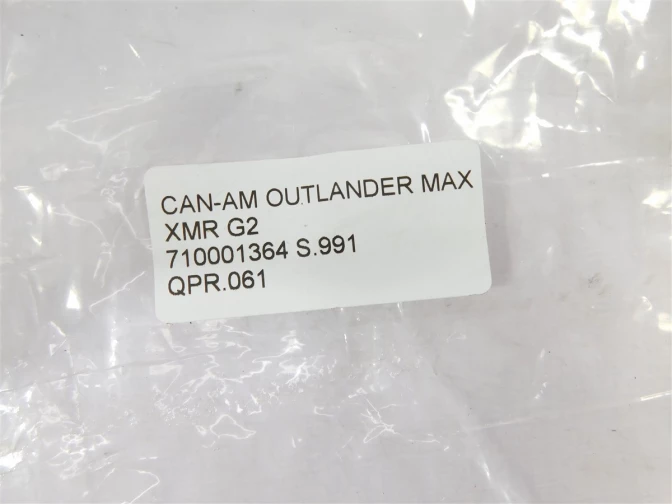 CAN-AM OUTLANDER MAX
XMR G2
710001364 S.991
QPR.061